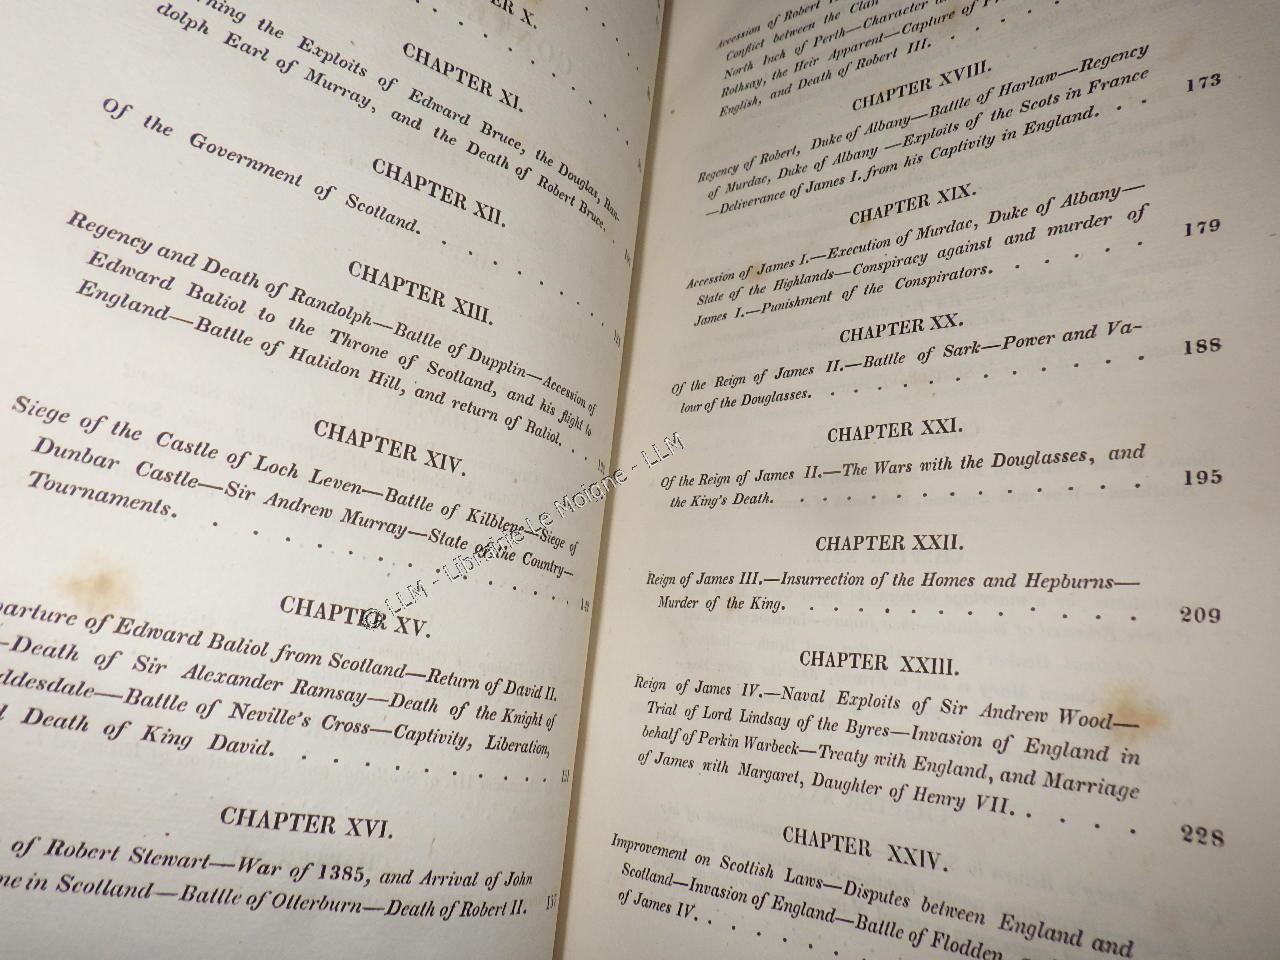 CHAPTER XI.
the Exploits of Edward Bruce, the Douglas, Ran-
dolph Earl of Murray, and the Death of Robert Bruce.
CHAPTER XII.
Of the Government of Scotland.
CHAPTER XIII.
Regency and Death of Randolph—Battle of Dupplin—Accession of
Edward Baliol to the Throne of Scotland, and his flight to
England—Battle of Halidon Hill, and return of Baliol.
CHAPTER XIV.
Siege of the Castle of Loch Leven—Battle of Kilblene—Siege of
Dunbar Castle—Sir Andrew Murray—State of the Country—
Tournaments.
CHAPTER XV.
arture of Edward Baliol from Scotland—Return of David II.
—Death of Sir Alexander Ramsay—Death of the Knight of
ddesdale—Battle of Neville's Cross—Captivity, Liberation,
Death of King David. 151
CHAPTER XVI.
of Robert Stewart—War of 1385, and Arrival of John
ne in Scotland—Battle of Otterburn—Death of Robert II. 157
Accession of Robert
Conflict between the Clan
North Inch of Perth—Character
Rothsay, the Heir Apparent—Capture of
English, and Death of Robert III. 173
CHAPTER XVIII.
Regency of Robert, Duke of Albany—Battle of Harlaw—Regency
of Murdac, Duke of Albany—Exploits of the Scots in France
—Deliverance of James I. from his Captivity in England. 179
CHAPTER XIX.
Accession of James I.—Execution of Murdac, Duke of Albany—
State of the Highlands—Conspiracy against and murder of
James I.—Punishment of the Conspirators. 188
CHAPTER XX.
Of the Reign of James II.—Battle of Sark—Power and Va-
lour of the Douglasses. 195
CHAPTER XXI.
Of the Reign of James II.—The Wars with the Douglasses, and
the King's Death. 209
CHAPTER XXII.
Reign of James III.—Insurrection of the Homes and Hepburns—
Murder of the King. 228
CHAPTER XXIII.
Reign of James IV.—Naval Exploits of Sir Andrew Wood—
Trial of Lord Lindsay of the Byres—Invasion of England in
behalf of Perkin Warbeck—Treaty with England, and Marriage
of James with Margaret, Daughter of Henry VII.
CHAPTER XXIV.
Improvement on Scottish Laws—Disputes between England and
Scotland—Invasion of England—Battle of Flodden,
of James IV.
© LLM - Librairie Le Moigne - LLM